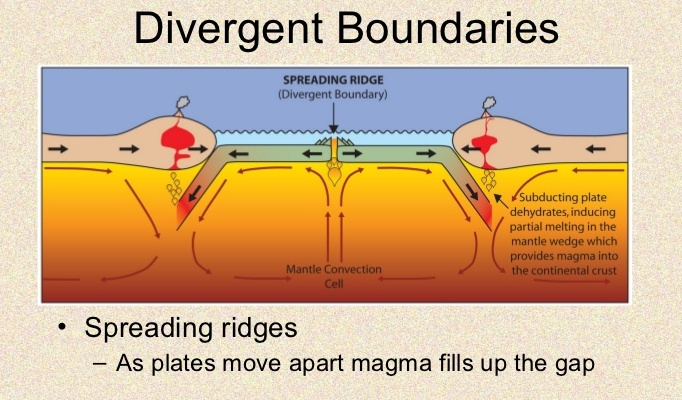 Divergent Boundaries
SPREADING RIDGE
(Divergent Boundary)
Subducting plate
dehydrates, inducing
partial melting in the
mantle wedge which
provides magma into
the continental crust
Mantle Convection
Cell
• Spreading ridges
– As plates move apart magma fills up the gap